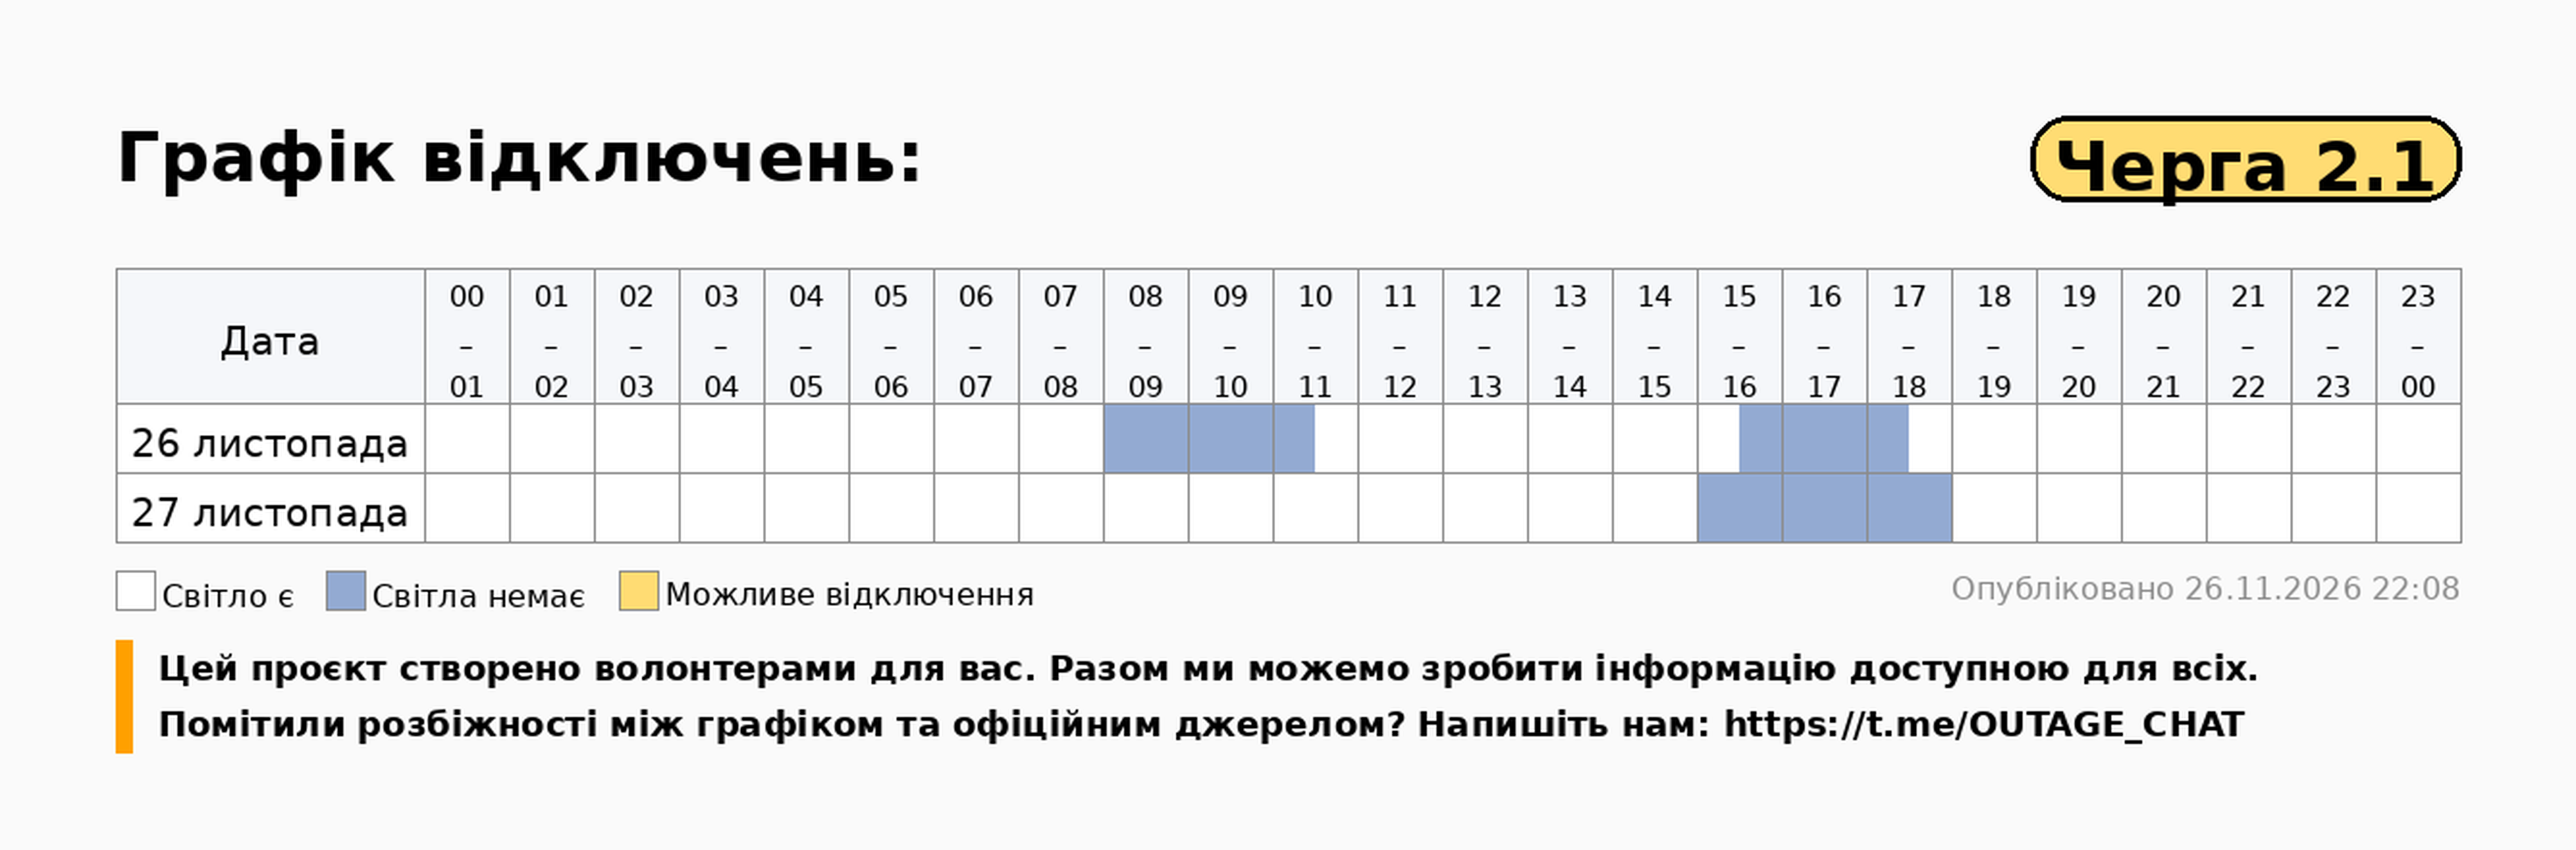 Графік відключень:
Черга 2.1
Дата
00 – 01
01 – 02
02 – 03
03 – 04
04 – 05
05 – 06
06 – 07
07 – 08
08 – 09
09 – 10
10 – 11
11 – 12
12 – 13
13 – 14
14 – 15
15 – 16
16 – 17
17 – 18
18 – 19
19 – 20
20 – 21
21 – 22
22 – 23
23 – 00
26 листопада
27 листопада
Світло є
Світла немає
Можливе відключення
Опубліковано 26.11.2026 22:08
Цей проєкт створено волонтерами для вас. Разом ми можемо зробити інформацію доступною для всіх.
Помітили розбіжності між графіком та офіційним джерелом? Напишіть нам: https://t.me/OUTAGE_CHAT